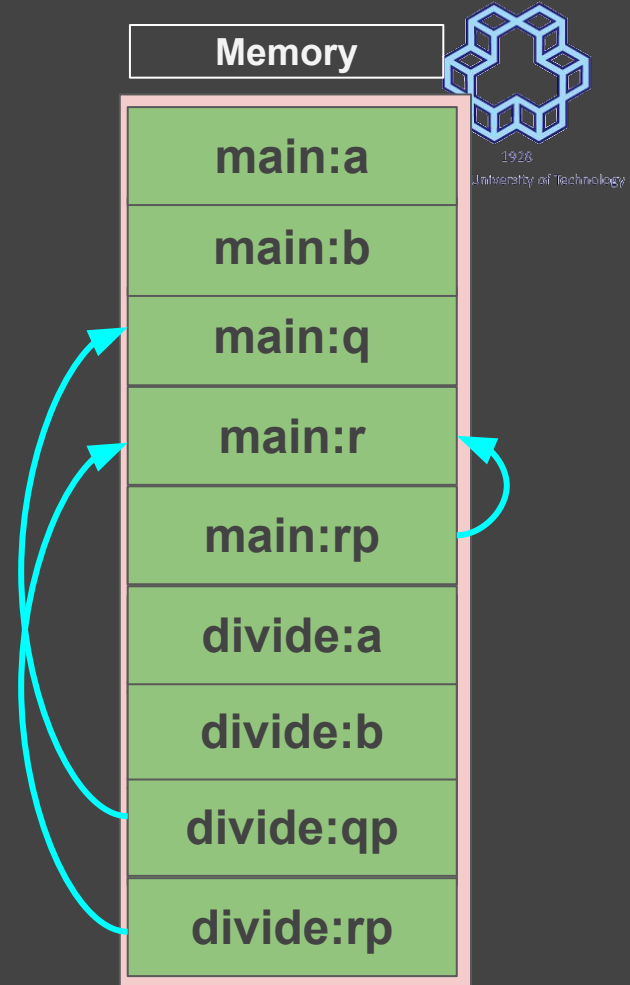 Memory
1928
University of Technology
main:a
main:b
main:q
main:r
main:rp
divide:a
divide:b
divide:qp
divide:rp